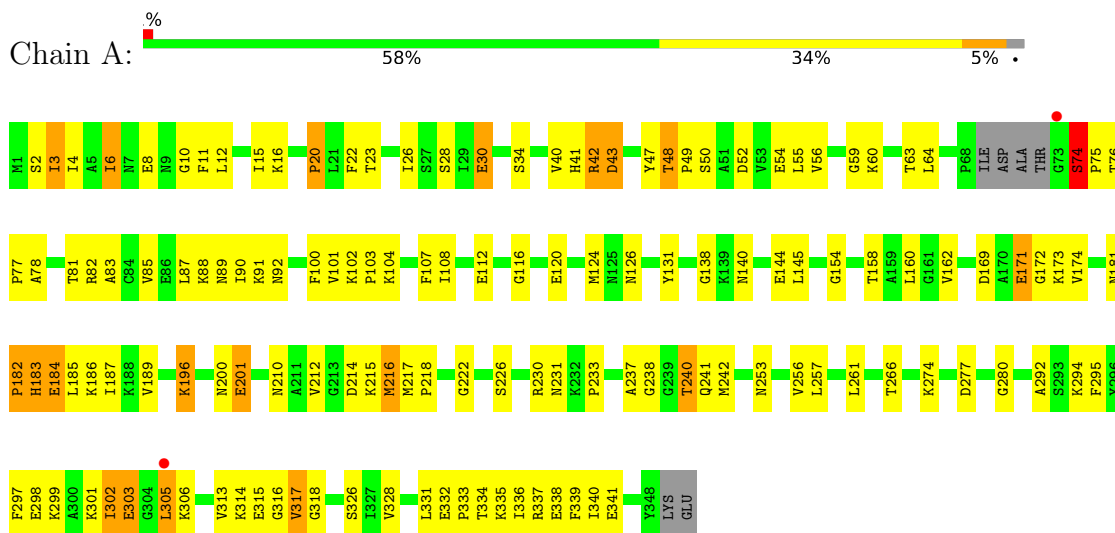 %
Chain A:
58% 34% 5% •
M1 S2 I3 I4 A5 I6 N7 E8 N9 G10 F11 L12 I15 K16 P20 L21 F22 T23 I26 S27 S28 I29 E30 S34 V40 H41 R42 D43 Y47 T48 P49 S50 A51 D52 V53 E54 L55 V56 G59 K60 T63 L64 P68 ILE ASP ALA THR G73 S74 P75 T76
P77 A78 T81 R82 A83 C84 V85 E86 L87 K88 N89 I90 K91 N92 F100 V101 K102 P103 K104 F107 I108 E112 G116 E120 M124 N125 N126 Y131 G138 K139 N140 E144 L145 G154 T158 A159 L160 G161 V162 D169 A170 E171 G172 K173 V174 N181
P182 H183 E184 L185 K186 I187 K188 V189 K196 N200 E201 N210 A211 V212 G213 D214 K215 M216 M217 P218 G222 S226 R230 N231 K232 P233 A237 G238 G239 T240 Q241 M242 N253 V256 L257 L261 T266 K274 D277 G280 A292 S293 K294 F295 Y296
F297 E298 K299 A300 K301 I302 E303 G304 L305 K306 V313 K314 E315 G316 V317 G318 S326 I327 V328 L331 E332 P333 T334 K335 I336 R337 E338 F339 I340 E341 Y348 LYS GLU